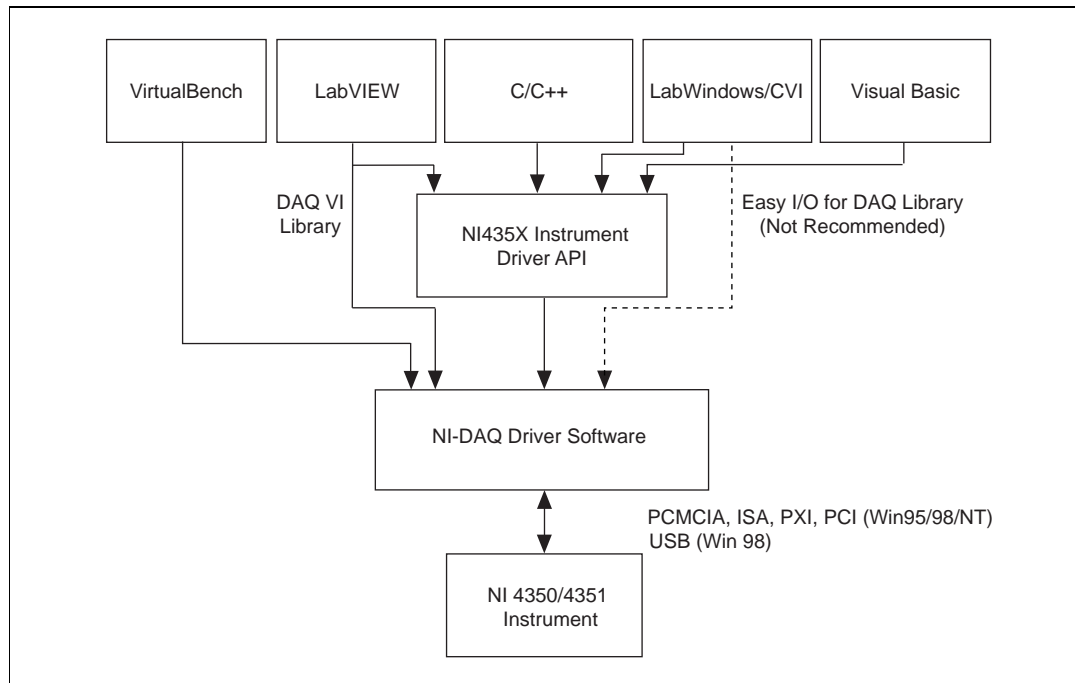 VirtualBench
LabVIEW
C/C++
LabWindows/CVI
Visual Basic
DAQ VI
Library
NI435X Instrument
Driver API
Easy I/O for DAQ Library
(Not Recommended)
NI-DAQ Driver Software
PCMCIA, ISA, PXI, PCI (Win95/98/NT)
USB (Win 98)
NI 4350/4351
Instrument